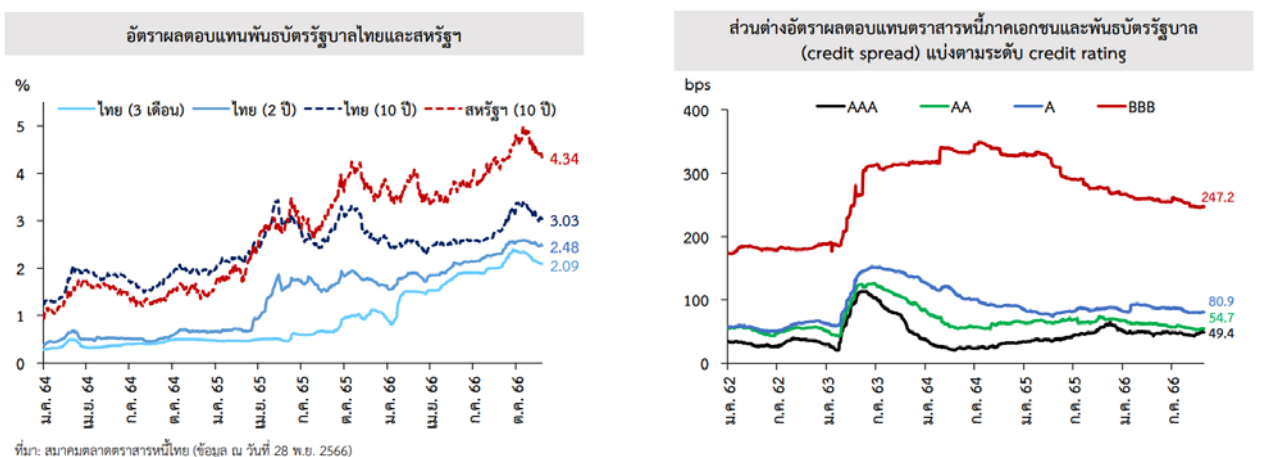 อัตราผลตอบแทนพันธบัตรรัฐบาลไทยและสหรัฐฯ
%
ไทย (3 เดือน) ไทย (2 ปี) ไทย (10 ปี) สหรัฐฯ (10 ปี)
5
4
3
2
1
0
4.34
3.03
2.48
2.09
ม.ค. 64
เม.ย. 64
ก.ค. 64
ต.ค. 64
ม.ค. 65
เม.ย. 65
ก.ค. 65
ต.ค. 65
ม.ค. 66
เม.ย. 66
ก.ค. 66
ต.ค. 66
ที่มา: สมาคมตลาดตราสารหนี้ไทย (ข้อมูล ณ วันที่ 28 พ.ย. 2566)
ส่วนต่างอัตราผลตอบแทนตราสารหนี้ภาคเอกชนและพันธบัตรรัฐบาล
(credit spread) แบ่งตามระดับ credit rating
bps
AAA AA A BBB
400
300
200
100
0
247.2
80.9
54.7
49.4
ม.ค. 62
ก.ค. 62
ม.ค. 63
ก.ค. 63
ม.ค. 64
ก.ค. 64
ม.ค. 65
ก.ค. 65
ม.ค. 66
ก.ค. 66